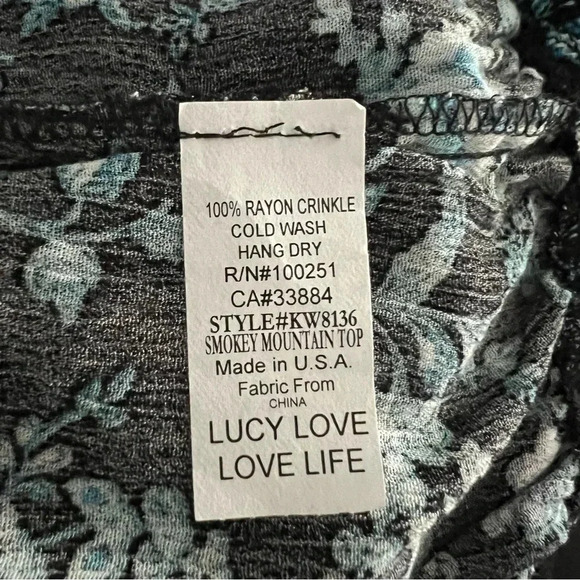 100% RAYON CRINKLE
COLD WASH
HANG DRY
R/N#100251
CA#33884
STYLE#KW8136
SMOKEY MOUNTAIN TOP
Made in U.S.A.
Fabric From
CHINA
LUCY LOVE
LOVE LIFE